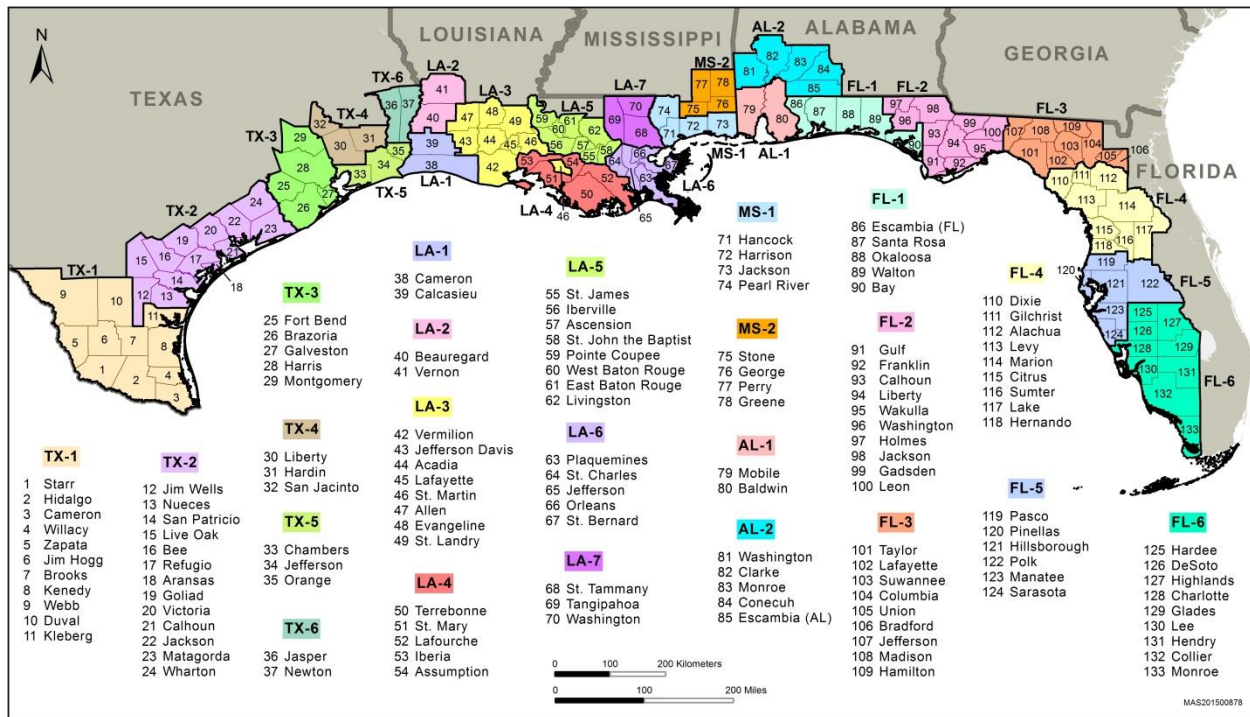 N
TEXAS
LOUISIANA
MISSISSIPPI
ALABAMA
GEORGIA
FLORIDA
TX-1
TX-2
TX-3
TX-4
TX-5
TX-6
LA-1
LA-2
LA-3
LA-4
LA-5
LA-6
LA-7
MS-1
MS-2
AL-1
AL-2
FL-1
FL-2
FL-3
FL-4
FL-5
FL-6
TX-1
1 Starr
2 Hidalgo
3 Cameron
4 Willacy
5 Zapata
6 Jim Hogg
7 Brooks
8 Kenedy
9 Webb
10 Duval
11 Kleberg
TX-2
12 Jim Wells
13 Nueces
14 San Patricio
15 Live Oak
16 Bee
17 Refugio
18 Aransas
19 Goliad
20 Victoria
21 Calhoun
22 Jackson
23 Matagorda
24 Wharton
TX-3
25 Fort Bend
26 Brazoria
27 Galveston
28 Harris
29 Montgomery
TX-4
30 Liberty
31 Hardin
32 San Jacinto
TX-5
33 Chambers
34 Jefferson
35 Orange
TX-6
36 Jasper
37 Newton
LA-1
38 Cameron
39 Calcasieu
LA-2
40 Beauregard
41 Vernon
LA-3
42 Vermilion
43 Jefferson Davis
44 Acadia
45 Lafayette
46 St. Martin
47 Allen
48 Evangeline
49 St. Landry
LA-4
50 Terrebonne
51 St. Mary
52 Lafourche
53 Iberia
54 Assumption
LA-5
55 St. James
56 Iberville
57 Ascension
58 St. John the Baptist
59 Pointe Coupee
60 West Baton Rouge
61 East Baton Rouge
62 Livingston
LA-6
63 Plaquemines
64 St. Charles
65 Jefferson
66 Orleans
67 St. Bernard
LA-7
68 St. Tammany
69 Tangipahoa
70 Washington
MS-1
71 Hancock
72 Harrison
73 Jackson
74 Pearl River
MS-2
75 Stone
76 George
77 Perry
78 Greene
AL-1
79 Mobile
80 Baldwin
AL-2
81 Washington
82 Clarke
83 Monroe
84 Conecuh
85 Escambia (AL)
FL-1
86 Escambia (FL)
87 Santa Rosa
88 Okaloosa
89 Walton
90 Bay
FL-2
91 Gulf
92 Franklin
93 Calhoun
94 Liberty
95 Wakulla
96 Washington
97 Holmes
98 Jackson
99 Gadsden
100 Leon
FL-3
101 Taylor
102 Lafayette
103 Suwannee
104 Columbia
105 Union
106 Bradford
107 Jefferson
108 Madison
109 Hamilton
FL-4
110 Dixie
111 Gilchrist
112 Alachua
113 Levy
114 Marion
115 Citrus
116 Sumter
117 Lake
118 Hernando
FL-5
119 Pasco
120 Pinellas
121 Hillsborough
122 Polk
123 Manatee
124 Sarasota
FL-6
125 Hardee
126 DeSoto
127 Highlands
128 Charlotte
129 Glades
130 Lee
131 Hendry
132 Collier
133 Monroe
0 100 200 Kilometers
0 100 200 Miles
MAS201500878